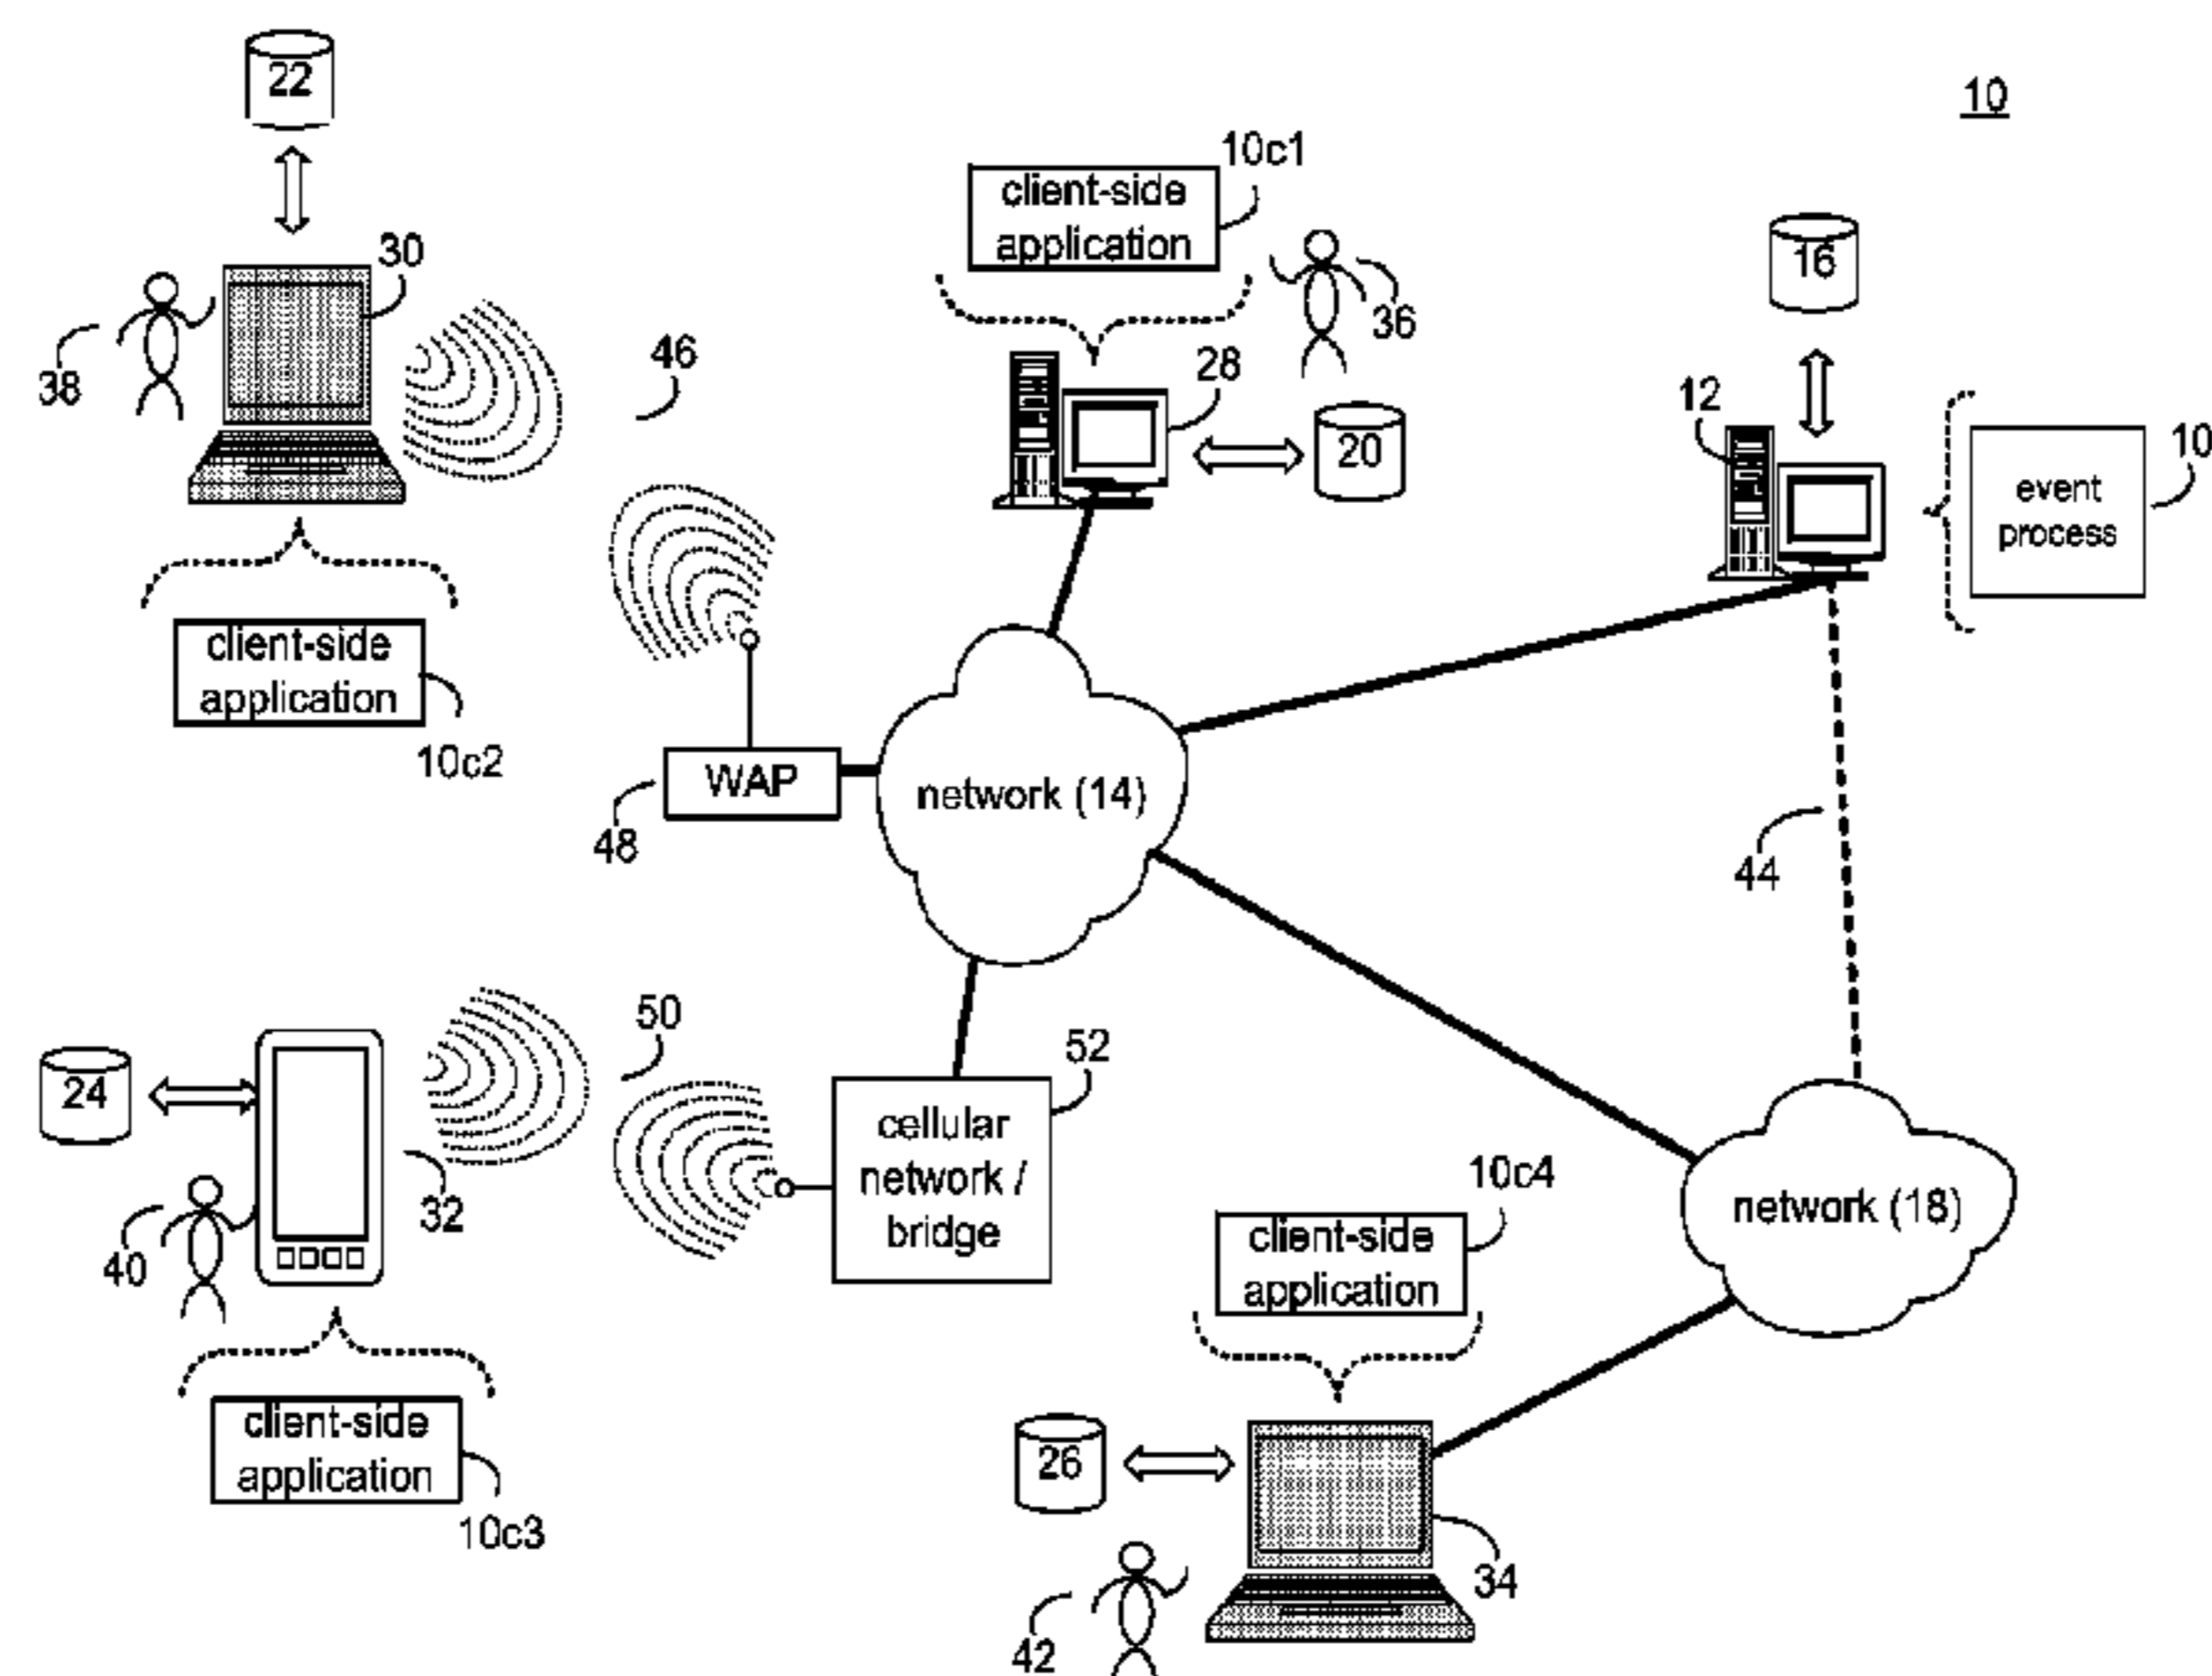 22
10
10c1
client-side
application
30
16
38
46
36
28
12
20
10
event
process
client-side
application
10c2
WAP
network (14)
48
44
50
52
24
cellular
network /
bridge
32
10c4
40
client-side
application
network (18)
client-side
application
26
10c3
34
42